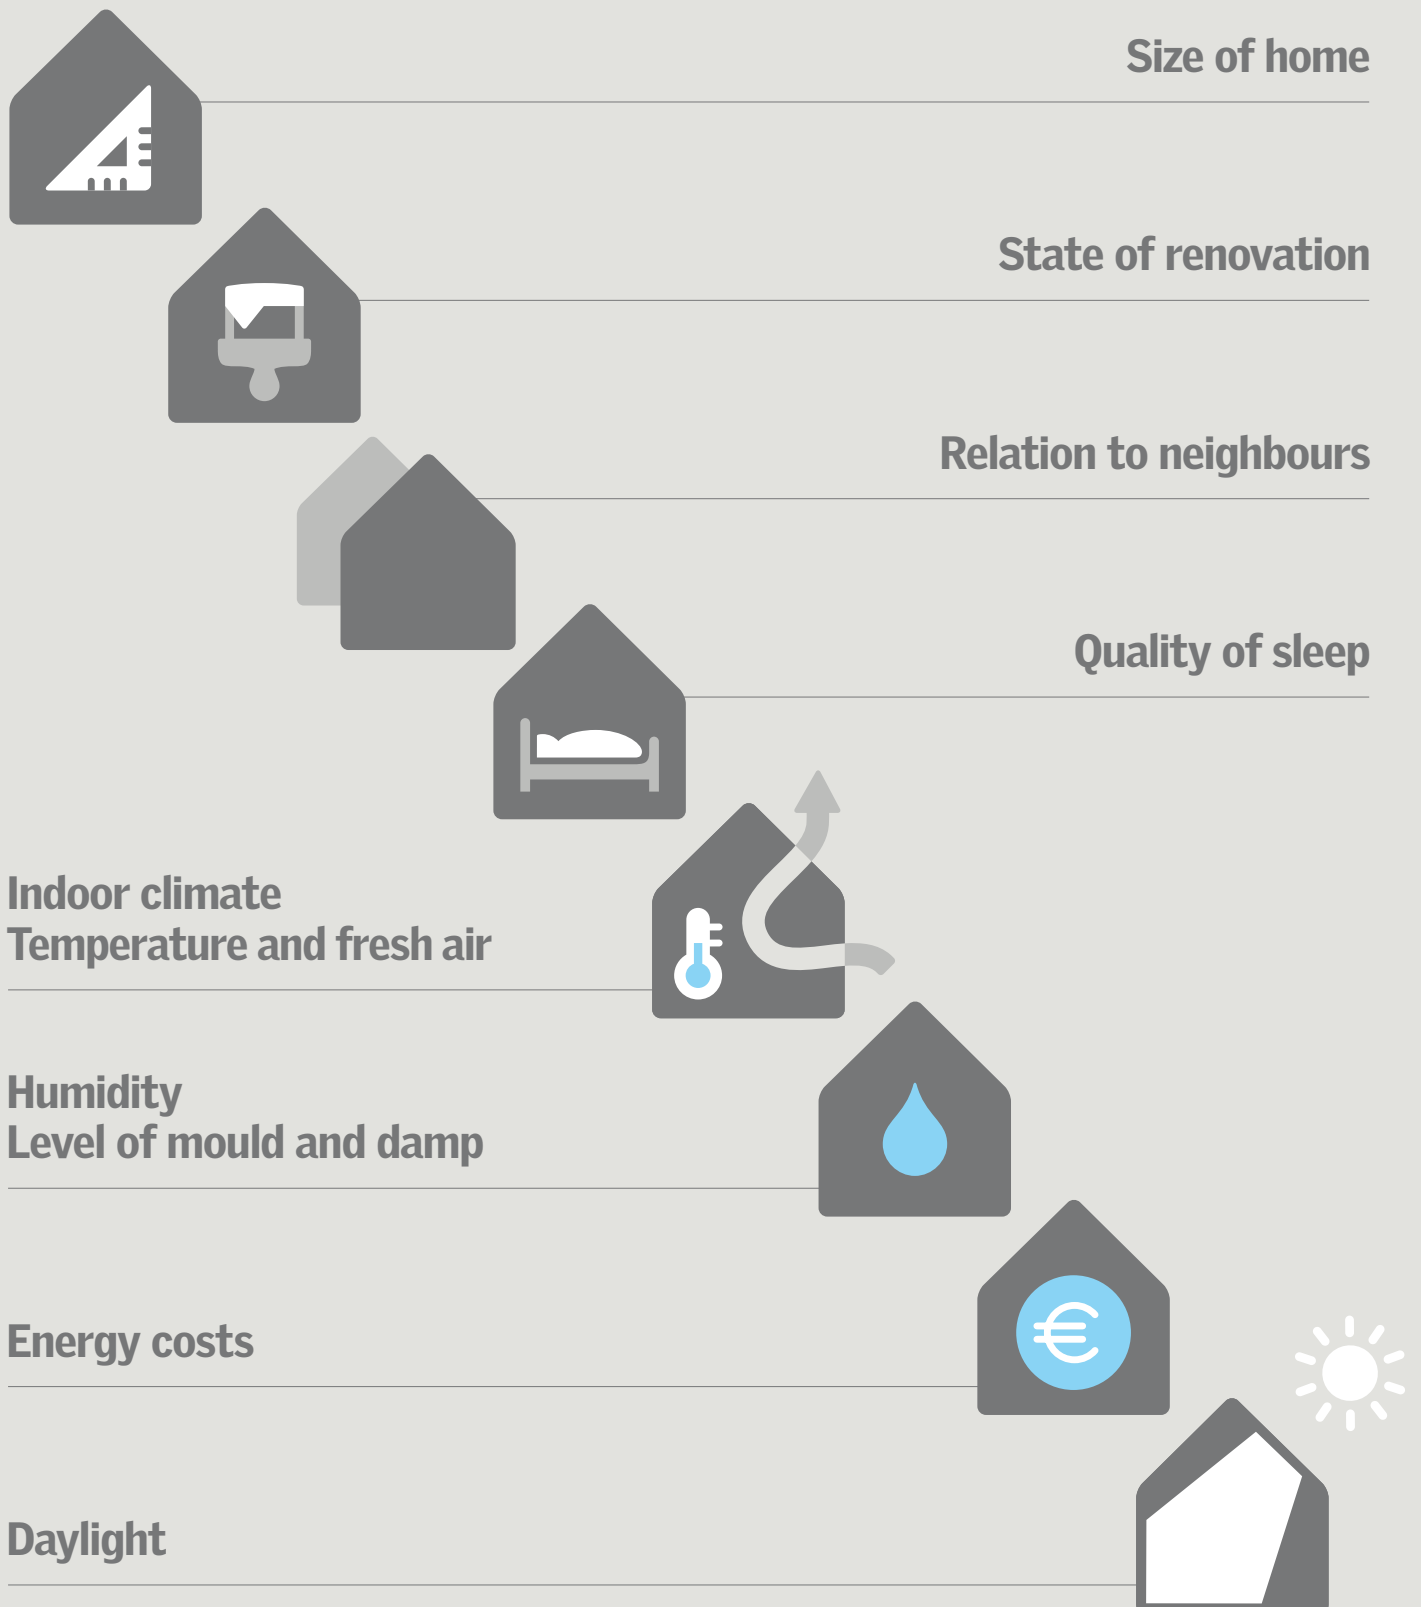 Size of home
State of renovation
Relation to neighbours
Quality of sleep
Indoor climate
Temperature and fresh air
Humidity
Level of mould and damp
€
Energy costs
Daylight